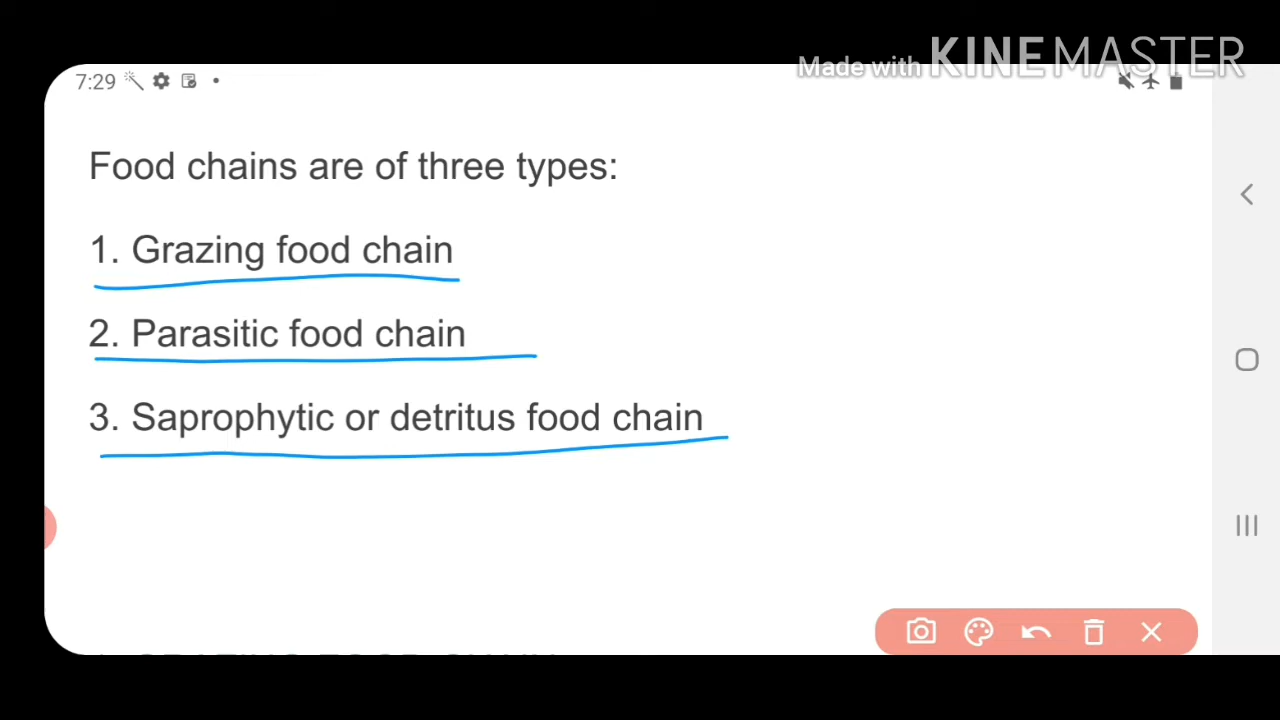 Made with KINEMASTER
7:29
Food chains are of three types:
1. Grazing food chain
2. Parasitic food chain
3. Saprophytic or detritus food chain